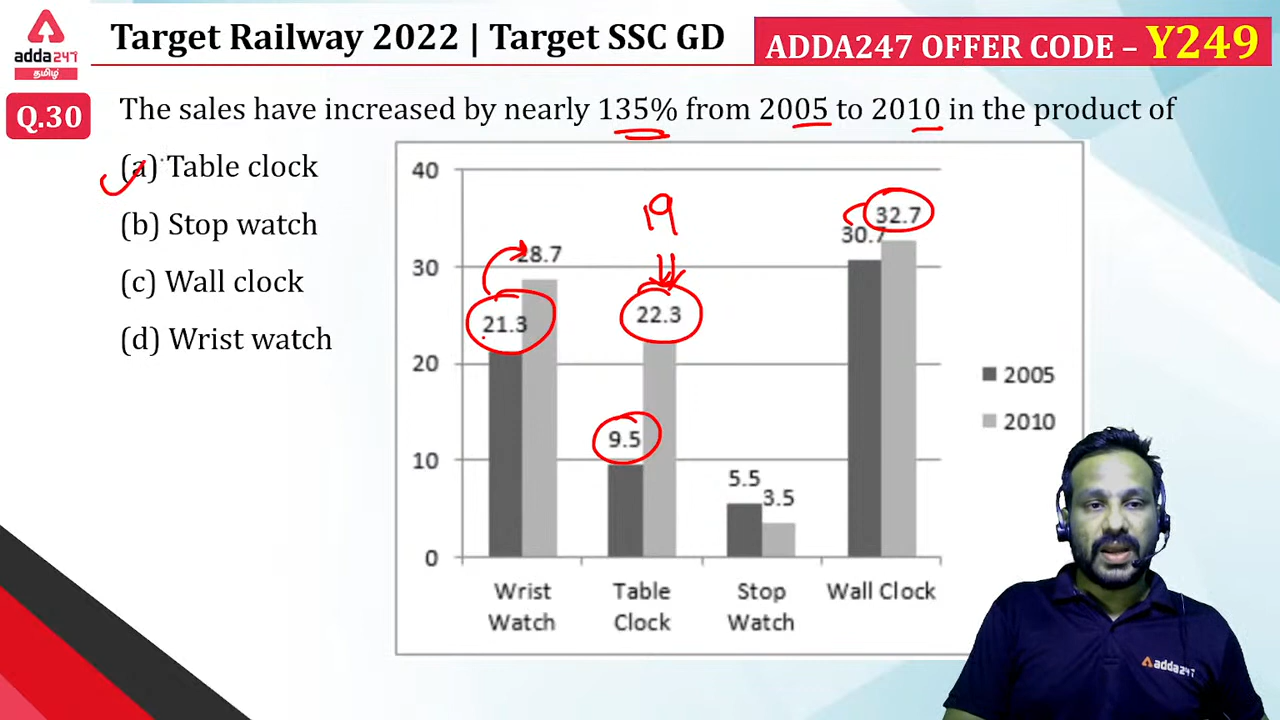 adda247
தமிழ்
Target Railway 2022 | Target SSC GD
ADDA247 OFFER CODE – Y249
Q.30
The sales have increased by nearly 135% from 2005 to 2010 in the product of
(a) Table clock
(b) Stop watch
(c) Wall clock
(d) Wrist watch
40
30
20
10
0
19
21.3
28.7
9.5
22.3
5.5
3.5
30.7
32.7
2005
2010
Wrist Watch
Table Clock
Stop Watch
Wall Clock
adda247